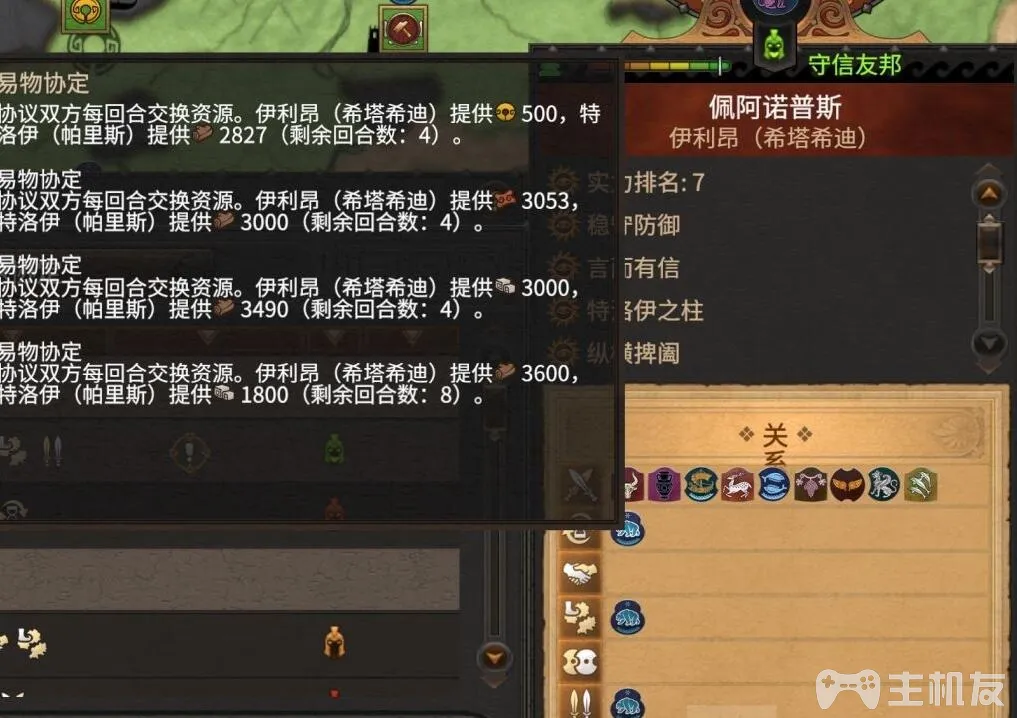 易物协定
协议双方每回合交换资源。伊利昂（希塔希迪）提供 500，特
洛伊（帕里斯）提供 2827（剩余回合数：4）。
易物协定
协议双方每回合交换资源。伊利昂（希塔希迪）提供 3053，
特洛伊（帕里斯）提供 3000（剩余回合数：4）。
易物协定
协议双方每回合交换资源。伊利昂（希塔希迪）提供 3000，
特洛伊（帕里斯）提供 3490（剩余回合数：4）。
易物协定
协议双方每回合交换资源。伊利昂（希塔希迪）提供 3600，
特洛伊（帕里斯）提供 1800（剩余回合数：8）。
守信友邦
佩阿诺普斯
伊利昂（希塔希迪）
实力排名: 7
稳守防御
言而有信
特洛伊之柱
纵横捭阖
关系
主机友